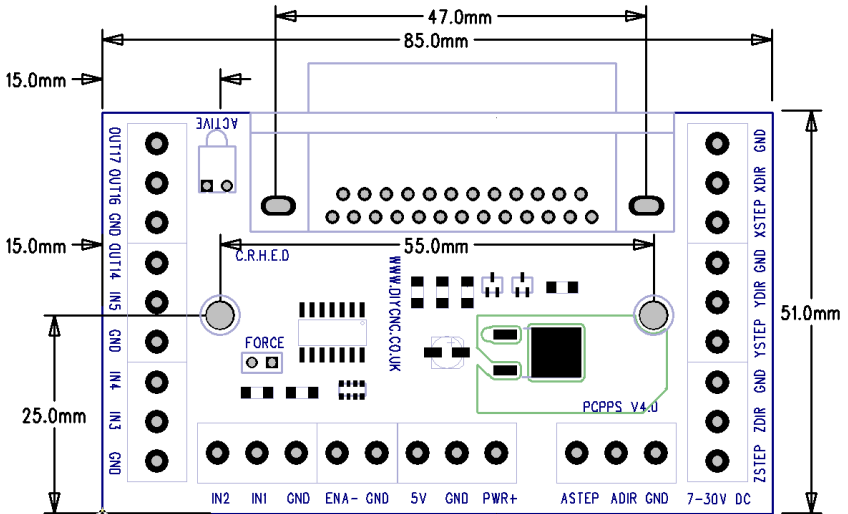 47.0mm
85.0mm
15.0mm
ACTIVE
OUT17
OUT16
GND
OUT14
IN5
GND
IN4
IN3
GND
GND
XDIR
XSTEP
GND
YDIR
YSTEP
GND
ZDIR
ZSTEP
15.0mm
55.0mm
C.R.H.E.D
WWW.DIYCNC.CO.UK
51.0mm
FORCE
25.0mm
PCPPS V4.0
IN2 IN1 GND ENA- GND 5V GND PWR+ ASTEP ADIR GND 7-30V DC